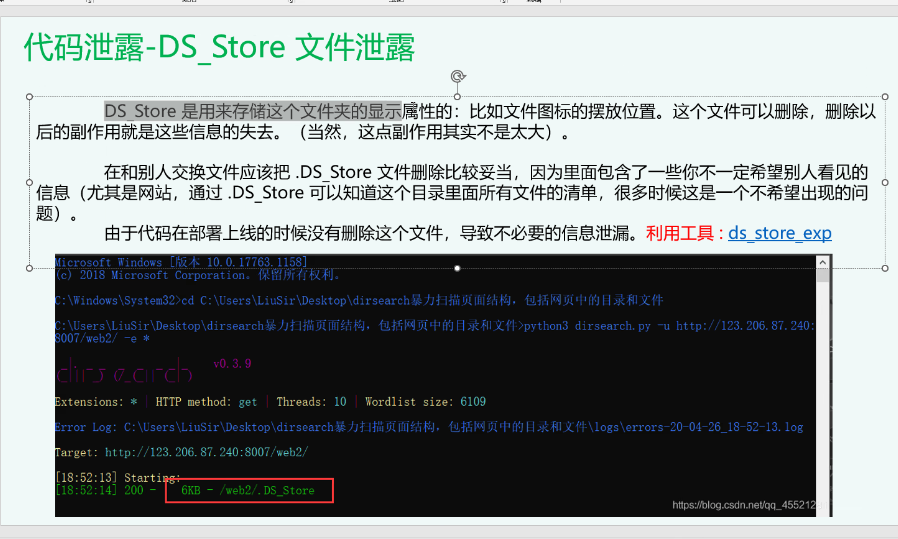 代码泄露-DS_Store 文件泄露
DS_Store 是用来存储这个文件夹的显示属性的：比如文件图标的摆放位置。这个文件可以删除，删除以
后的副作用就是这些信息的失去。（当然，这点副作用其实不是太大）。
在和别人交换文件应该把 .DS_Store 文件删除比较妥当，因为里面包含了一些你不一定希望别人看见的
信息（尤其是网站，通过 .DS_Store 可以知道这个目录里面所有文件的清单，很多时候这是一个不希望出现的问
题）。
由于代码在部署上线的时候没有删除这个文件，导致不必要的信息泄漏。利用工具：ds_store_exp
Microsoft Windows [版本 10.0.17763.1158]
(c) 2018 Microsoft Corporation。保留所有权利。
C:\Windows\System32>cd C:\Users\LiuSir\Desktop\dirsearch暴力扫描页面结构，包括网页中的目录和文件
C:\Users\LiuSir\Desktop\dirsearch暴力扫描页面结构，包括网页中的目录和文件>python3 dirsearch.py -u http://123.206.87.240:
8007/web2/ -e *
v0.3.9
Extensions: * | HTTP method: get | Threads: 10 | Wordlist size: 6109
Error Log: C:\Users\LiuSir\Desktop\dirsearch暴力扫描页面结构，包括网页中的目录和文件\logs\errors-20-04-26_18-52-13.log
Target: http://123.206.87.240:8007/web2/
[18:52:13] Starting:
[18:52:14] 200 - 6KB - /web2/.DS_Store